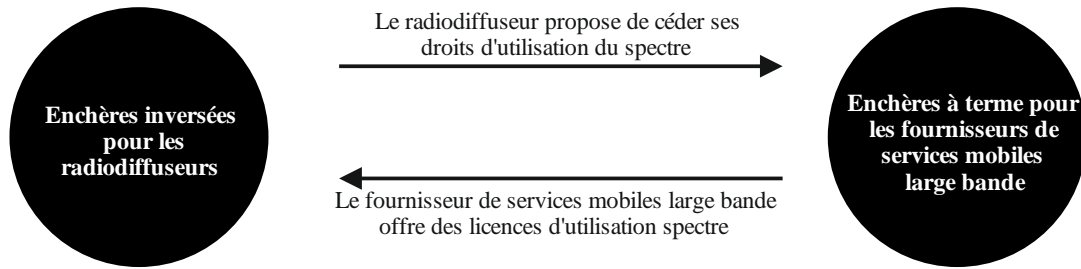 Le radiodiffuseur propose de céder ses
droits d'utilisation du spectre
Enchères inversées
pour les
radiodiffuseurs
Enchères à terme pour
les fournisseurs de
services mobiles
large bande
Le fournisseur de services mobiles large bande
offre des licences d'utilisation spectre